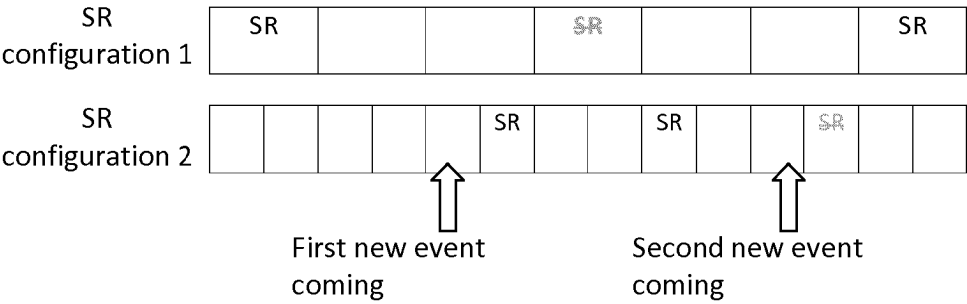 SR
configuration 1
SR SR SR
SR
configuration 2
SR SR SR
First new event
coming
Second new event
coming